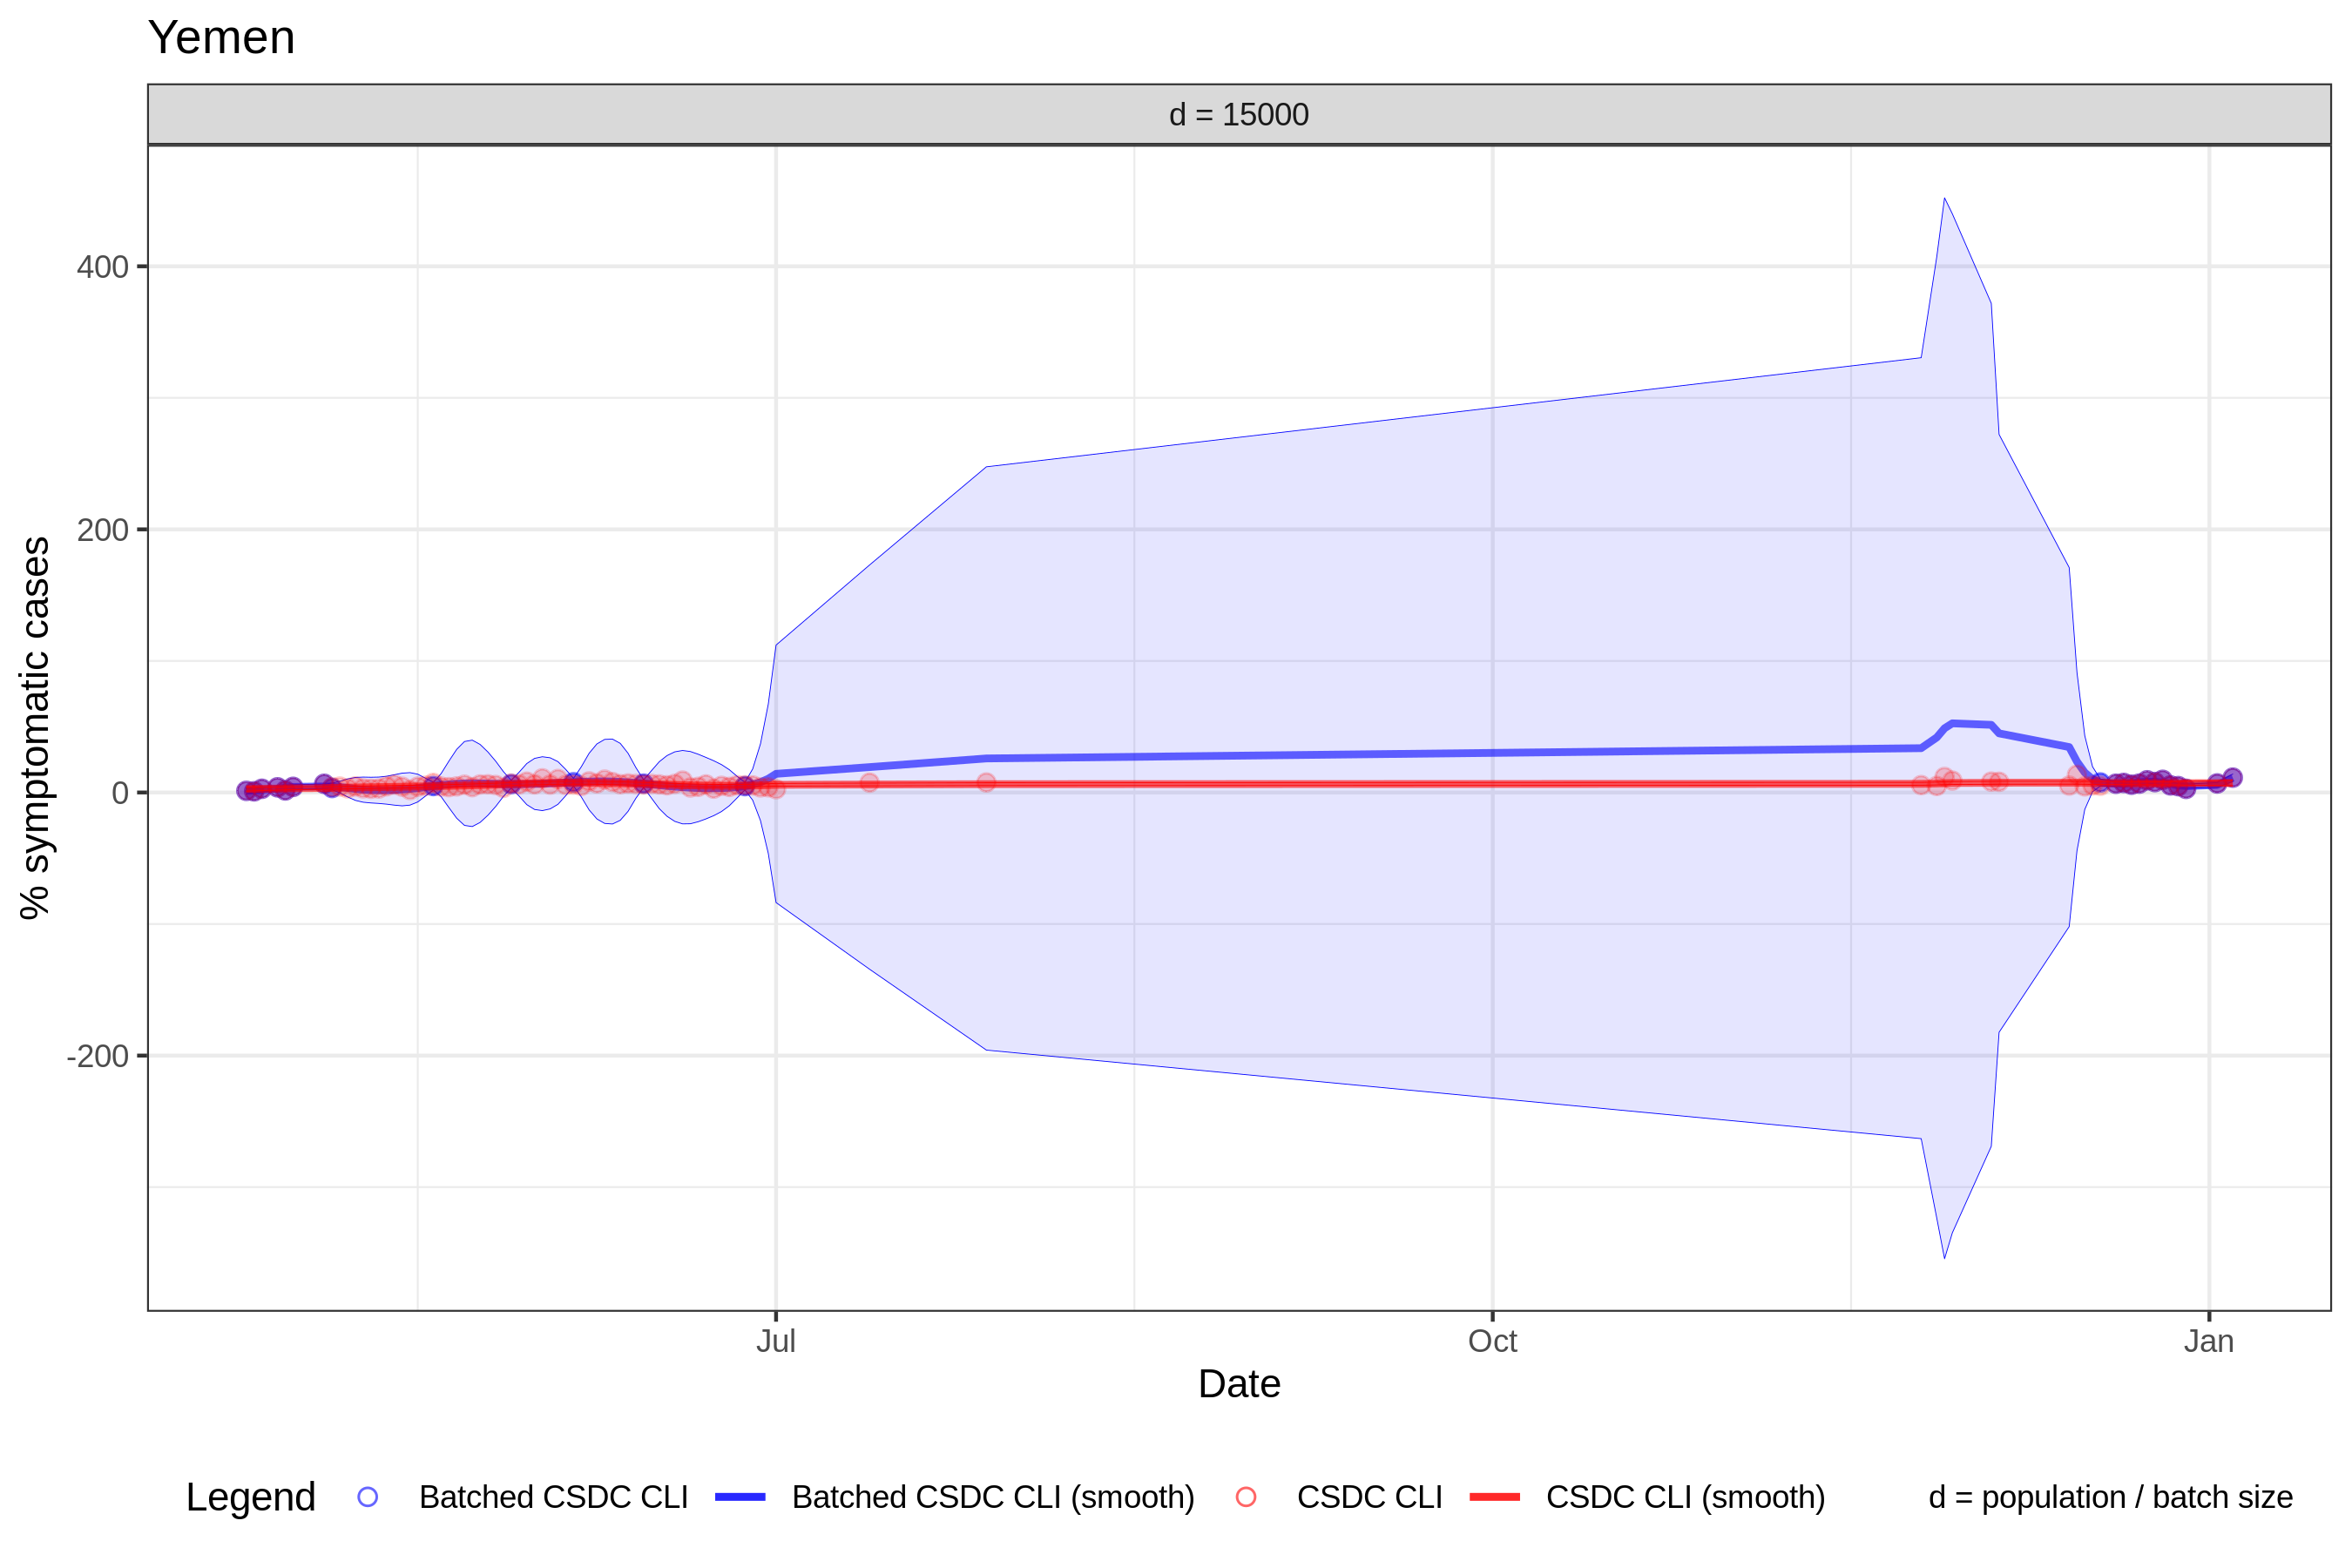 Yemen
d = 15000
% symptomatic cases
400
200
0
-200
Jul
Oct
Jan
Date
Legend
Batched CSDC CLI
Batched CSDC CLI (smooth)
CSDC CLI
CSDC CLI (smooth)
d = population / batch size